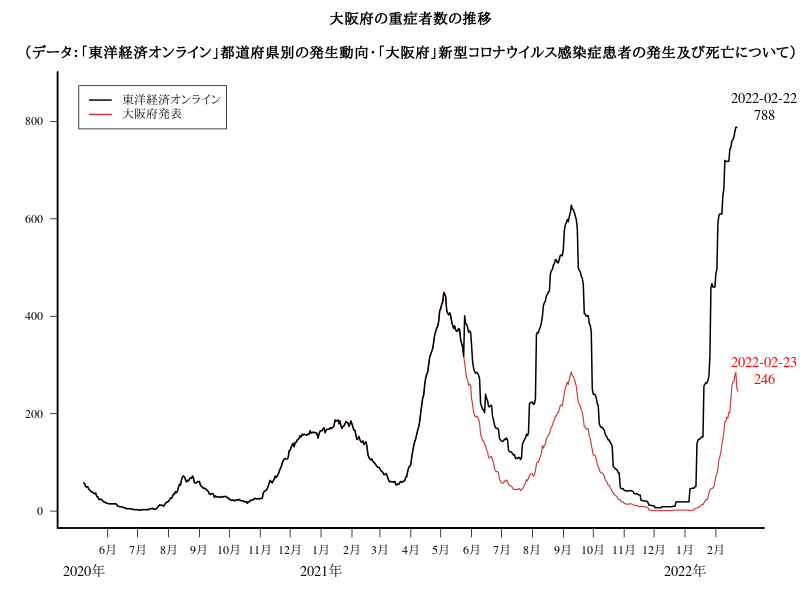 大阪府の重症者数の推移
（データ：「東洋経済オンライン」都道府県別の発生動向・「大阪府」新型コロナウイルス感染症患者の発生及び死亡について）
東洋経済オンライン
大阪府発表
2022-02-22
788
800
600
400
2022-02-23
246
200
0
6月 7月 8月 9月 10月 11月 12月 1月 2月 3月 4月 5月 6月 7月 8月 9月 10月 11月 12月 1月 2月
2020年 2021年 2022年